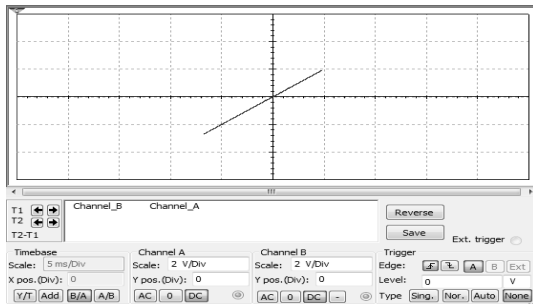 T1
T2
T2-T1
Channel_B Channel_A
Reverse
Save
Ext. trigger
Timebase
Scale: 5 ms/Div
X pos.(Div): 0
Y/T Add B/A A/B
Channel A
Scale: 2 V/Div
Y pos.(Div): 0
AC 0 DC
Channel B
Scale: 2 V/Div
Y pos.(Div): 0
AC 0 DC -
Trigger
Edge: A B Ext
Level: 0 V
Type Sing. Nor. Auto None